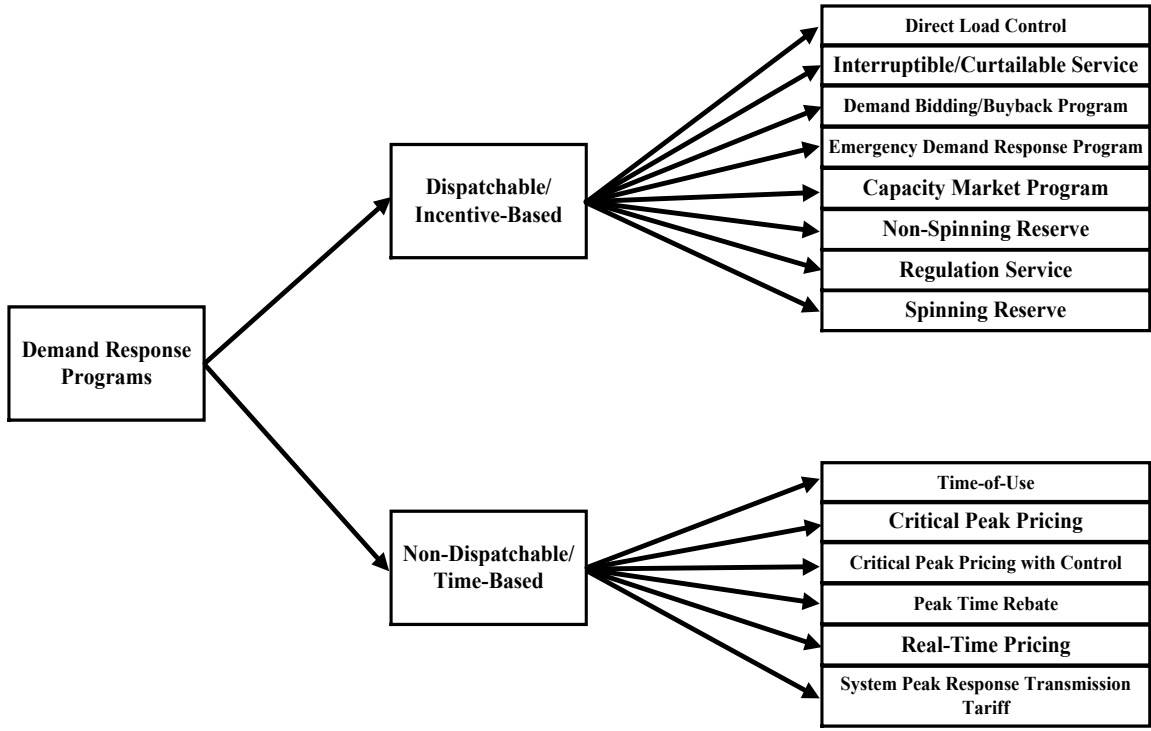 Direct Load Control
Interruptible/Curtailable Service
Demand Bidding/Buyback Program
Emergency Demand Response Program
Capacity Market Program
Non-Spinning Reserve
Regulation Service
Spinning Reserve
Dispatchable/
Incentive-Based
Demand Response
Programs
Non-Dispatchable/
Time-Based
Time-of-Use
Critical Peak Pricing
Critical Peak Pricing with Control
Peak Time Rebate
Real-Time Pricing
System Peak Response Transmission
Tariff